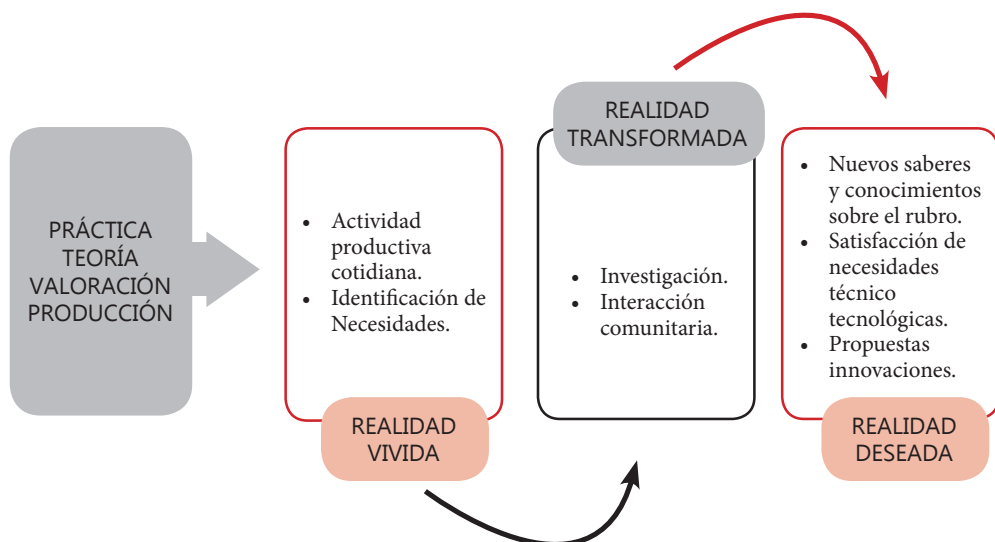 PRÁCTICA
TEORÍA
VALORACIÓN
PRODUCCIÓN
• Actividad
productiva
cotidiana.
• Identificación de
Necesidades.
REALIDAD
VIVIDA
REALIDAD
TRANSFORMADA
• Investigación.
• Interacción
comunitaria.
• Nuevos saberes
y conocimientos
sobre el rubro.
• Satisfacción de
necesidades
técnico
tecnológicas.
• Propuestas
innovaciones.
REALIDAD
DESEADA